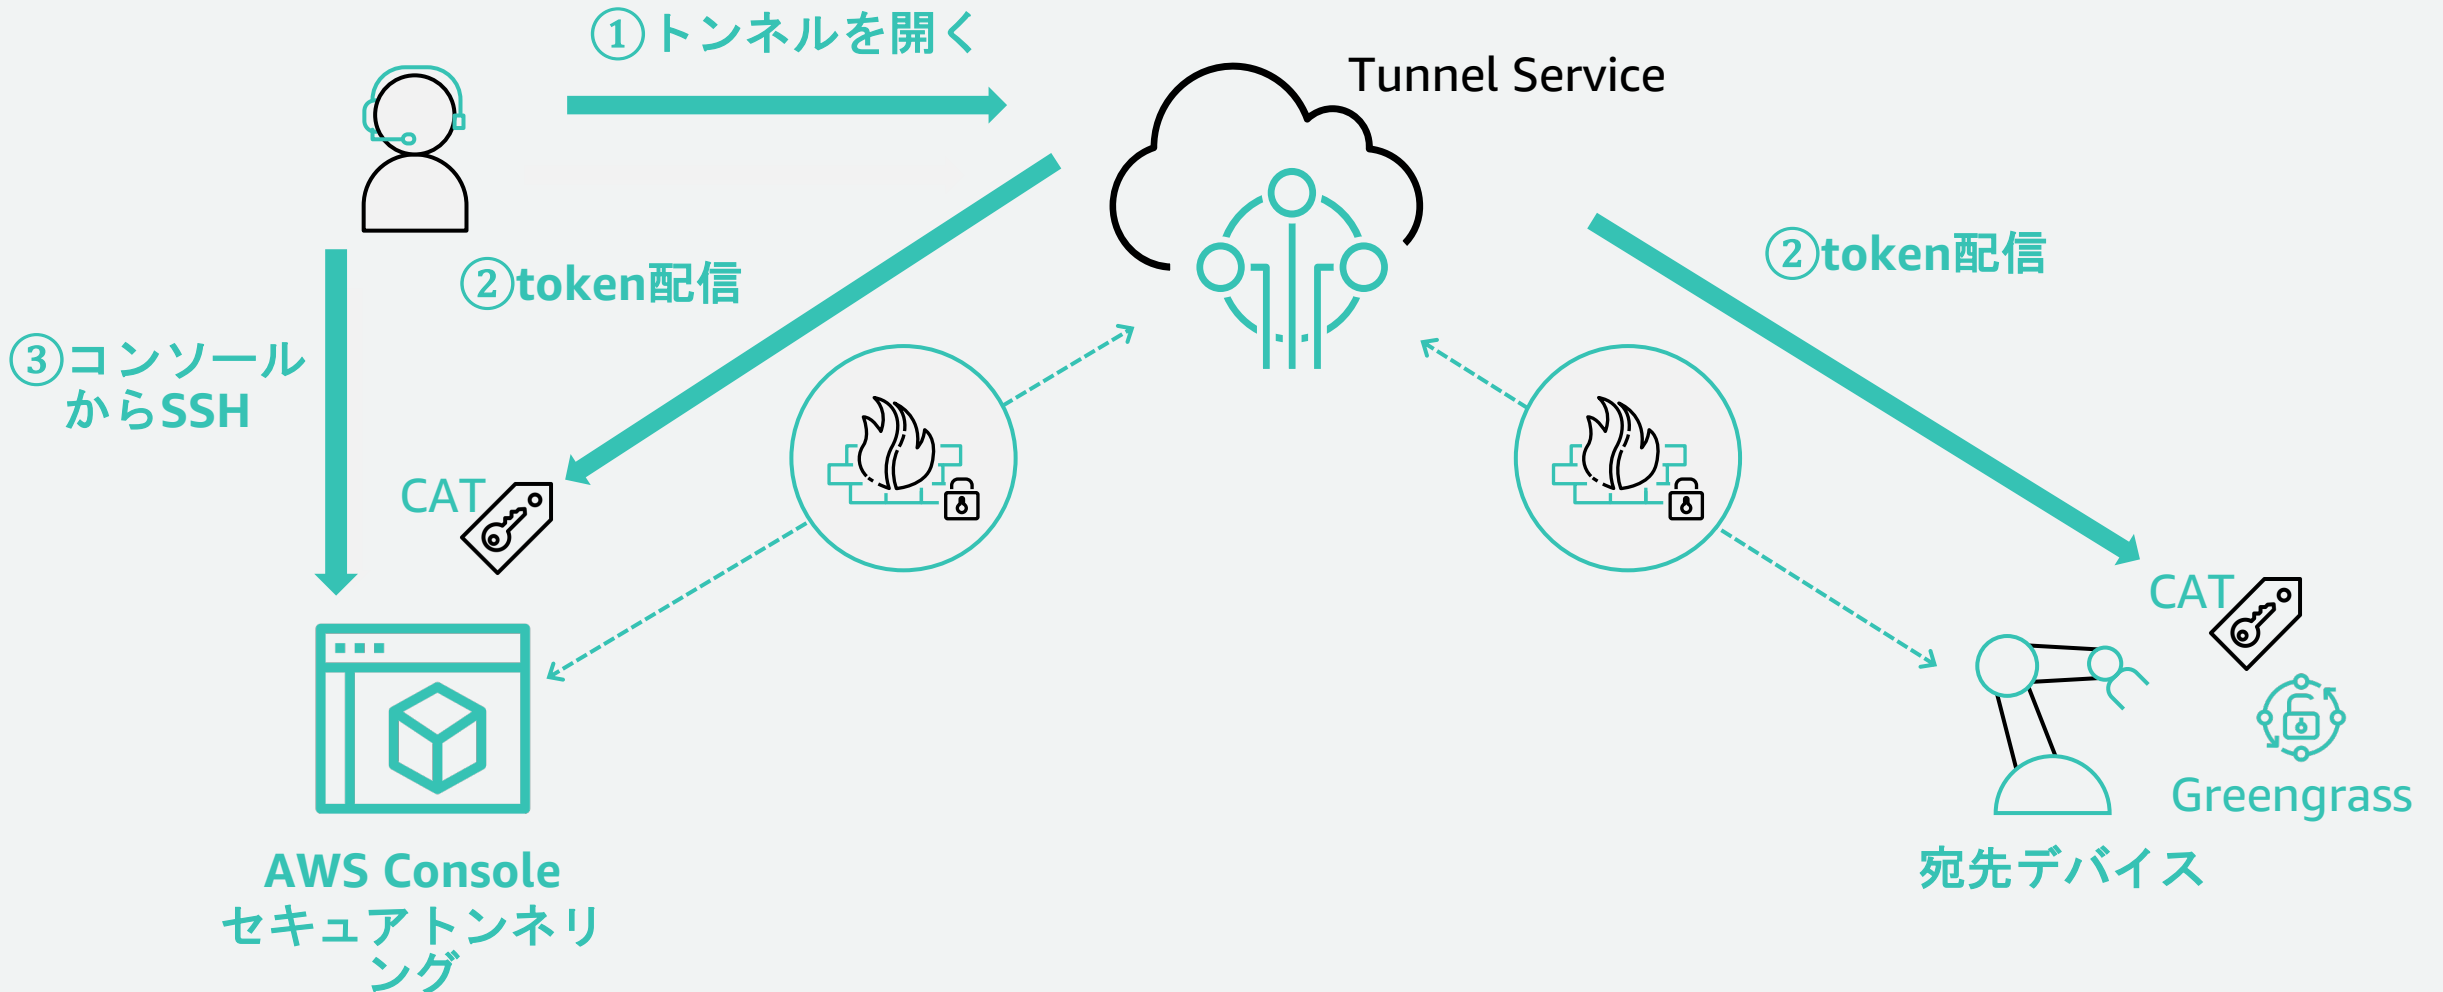 ①トンネルを開く
Tunnel Service
②token配信
②token配信
③コンソール
からSSH
CAT
CAT
Greengrass
AWS Console
セキュアトンネリ
ング
宛先デバイス